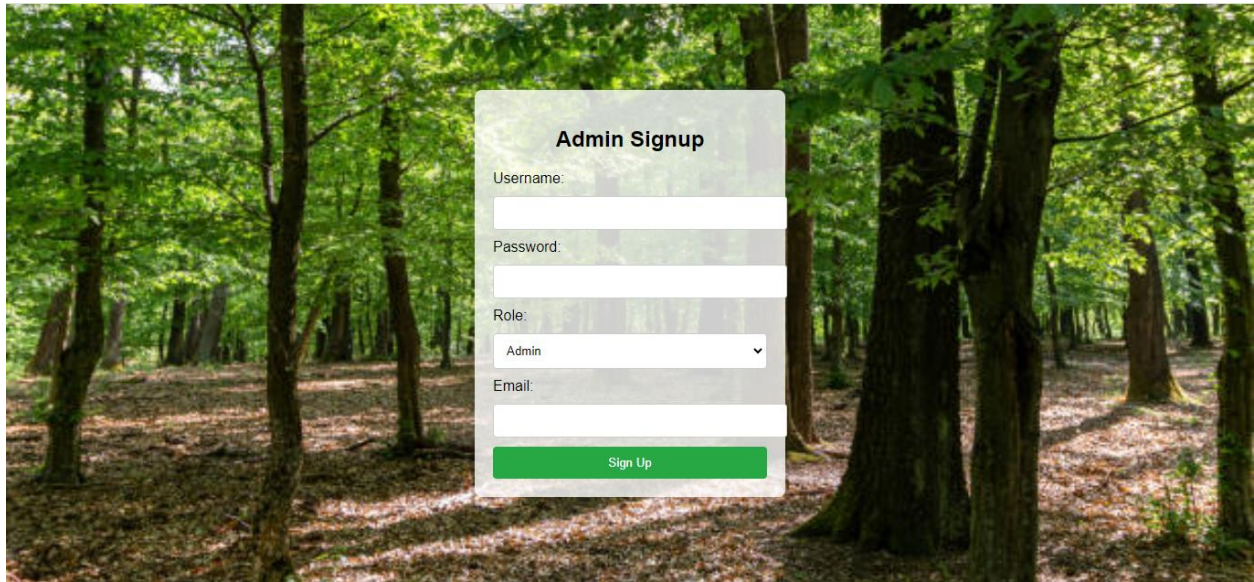 Admin Signup
Username:
Password:
Role:
Admin
Email:
Sign Up